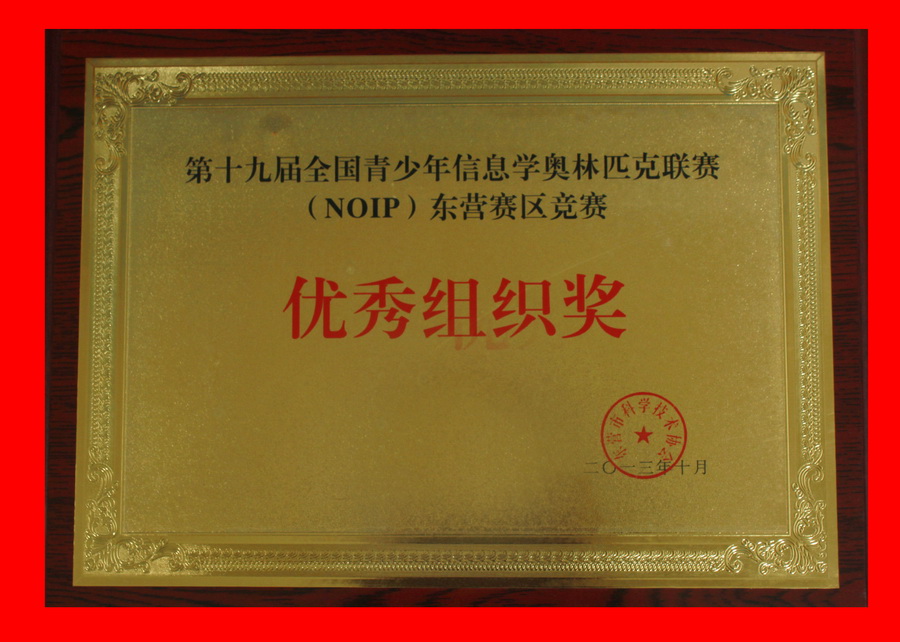 第十九届全国青少年信息学奥林匹克联赛
（NOIP）东营赛区竞赛
优秀组织奖
东营市科学技术协会
二〇一三年十月